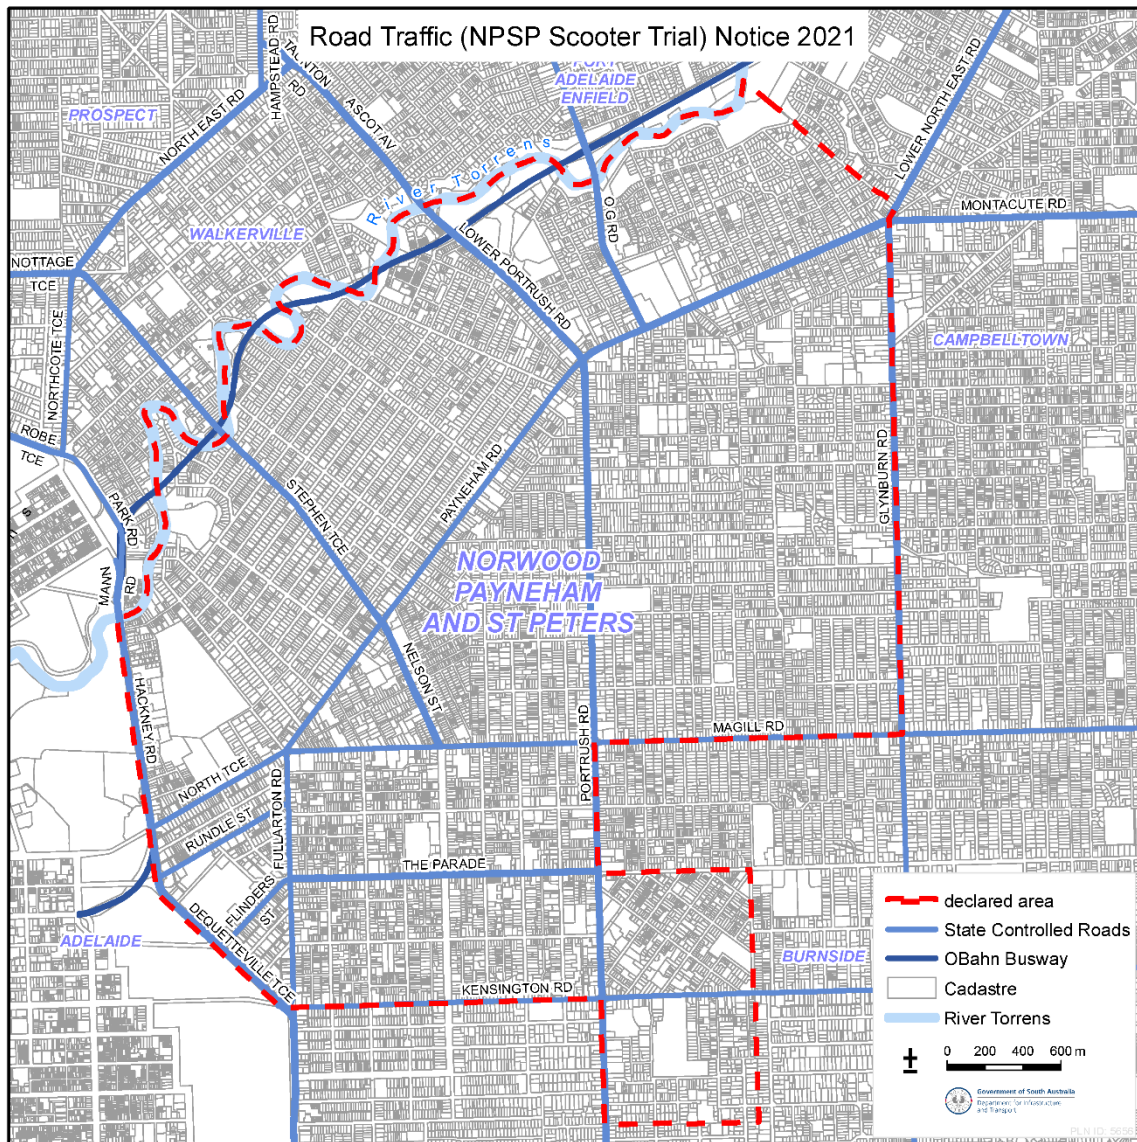 Road Traffic (NPSP Scooter Trial) Notice 2021
HAMPSTEAD RD
TAUNTON RD
ASCOT AV
PORT
ADELAIDE
ENFIELD
LOWER NORTH EAST RD
PROSPECT
NORTH EAST RD
River Torrens
O G RD
MONTACUTE RD
WALKERVILLE
LOWER PORTRUSH RD
NOTTAGE
TCE
NORTHCOTE TCE
CAMPBELLTOWN
ROBE
TCE
PARK RD
STEPHEN TCE
PAYNEHAM RD
GLYNBURN RD
NORWOOD
PAYNEHAM
AND ST PETERS
MANN
RD
NELSON ST
HACKNEY RD
PORTRUSH RD
MAGILL RD
NORTH TCE
FULLARTON RD
RUNDLE ST
THE PARADE
FLINDERS
ST
DEQUETTEVILLE TCE
ADELAIDE
KENSINGTON RD
BURNSIDE
declared area
State Controlled Roads
OBahn Busway
Cadastre
River Torrens
0 200 400 600 m
Government of South Australia
Department for Infrastructure
and Transport